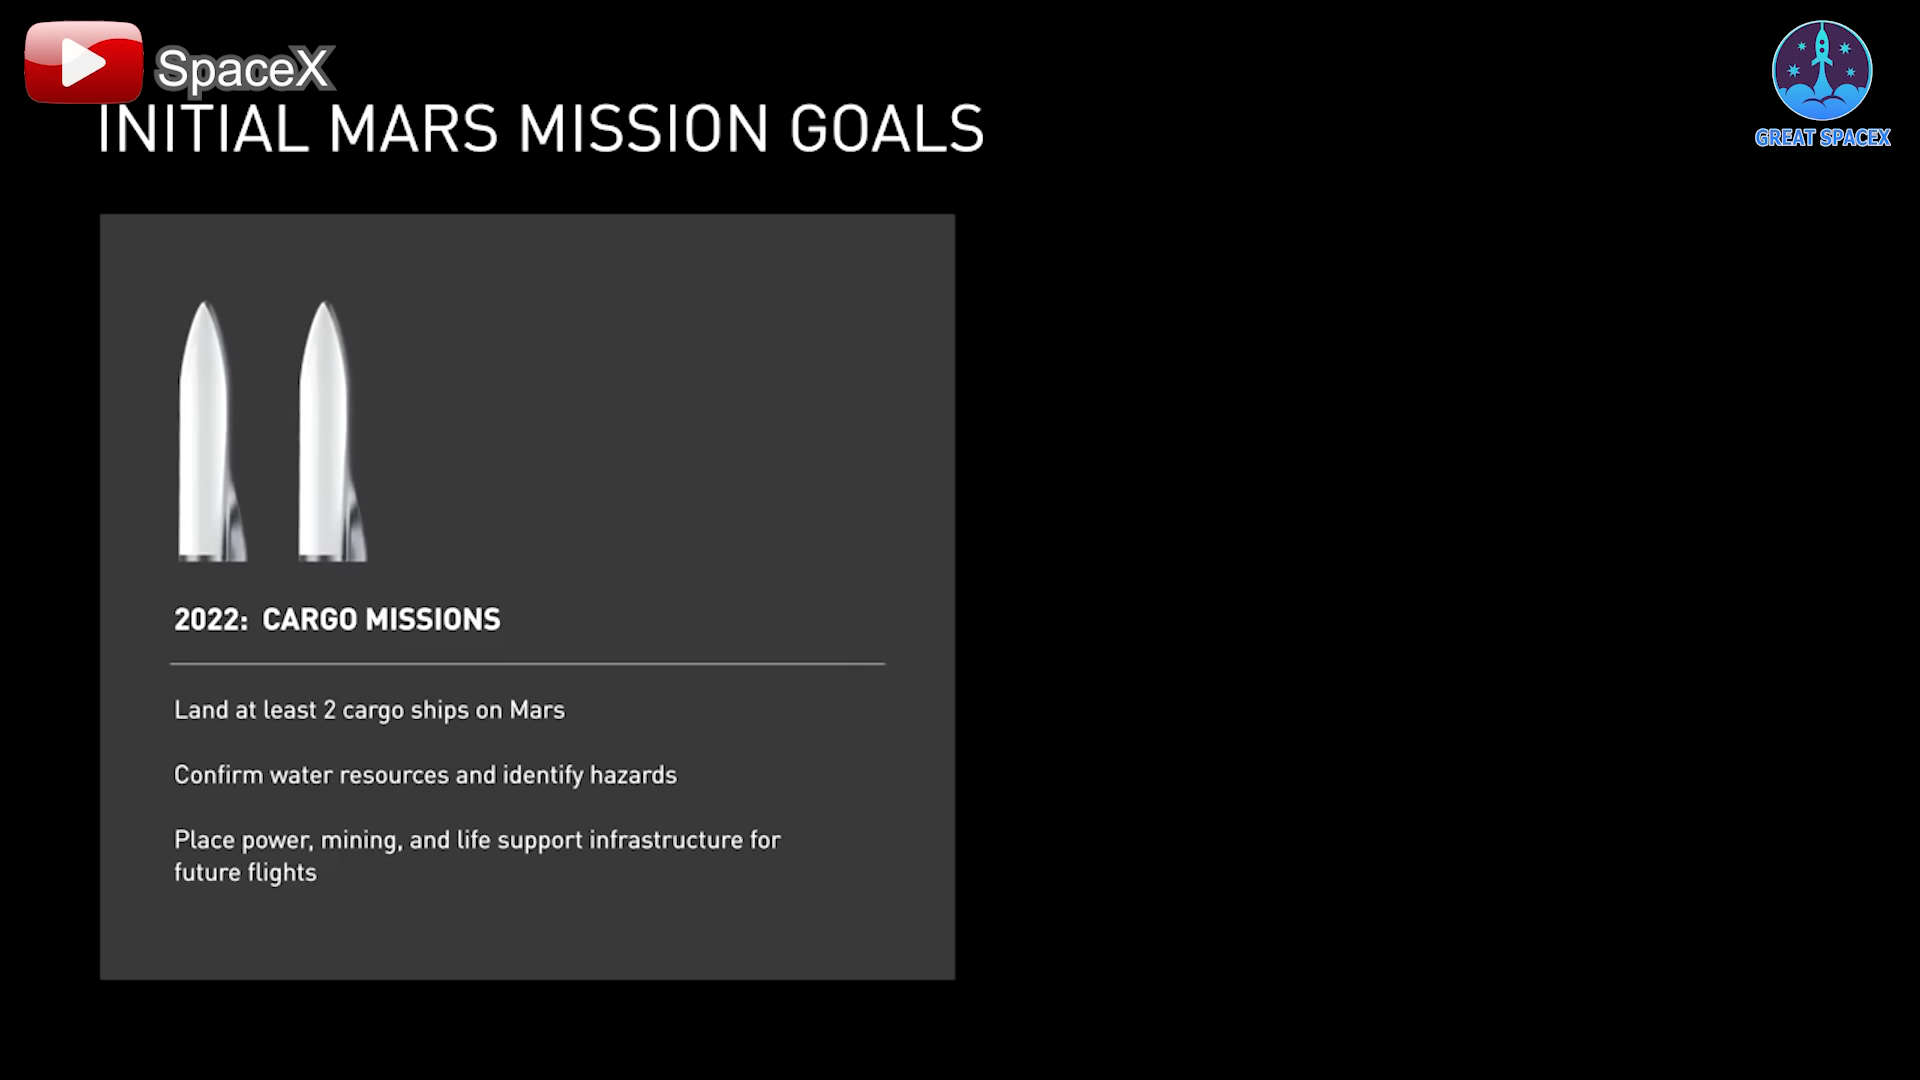 SpaceX
INITIAL MARS MISSION GOALS
GREAT SPACEX
2022: CARGO MISSIONS
Land at least 2 cargo ships on Mars
Confirm water resources and identify hazards
Place power, mining, and life support infrastructure for
future flights